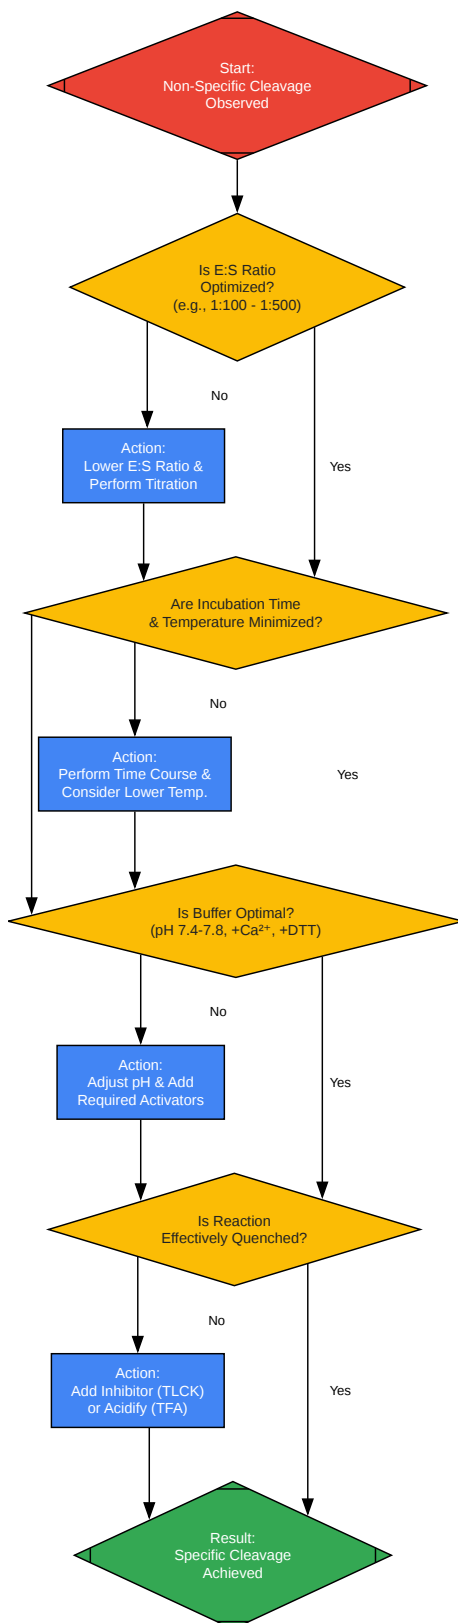 Start:
Non-Specific Cleavage
Observed
Is E:S Ratio
Optimized?
(e.g., 1:100 - 1:500)
No
Action:
Lower E:S Ratio &
Perform Titration
Yes
Are Incubation Time
& Temperature Minimized?
No
Action:
Perform Time Course &
Consider Lower Temp.
Yes
Is Buffer Optimal?
(pH 7.4-7.8, +Ca²⁺, +DTT)
No
Action:
Adjust pH & Add
Required Activators
Yes
Is Reaction
Effectively Quenched?
No
Action:
Add Inhibitor (TLCK)
or Acidify (TFA)
Yes
Result:
Specific Cleavage
Achieved